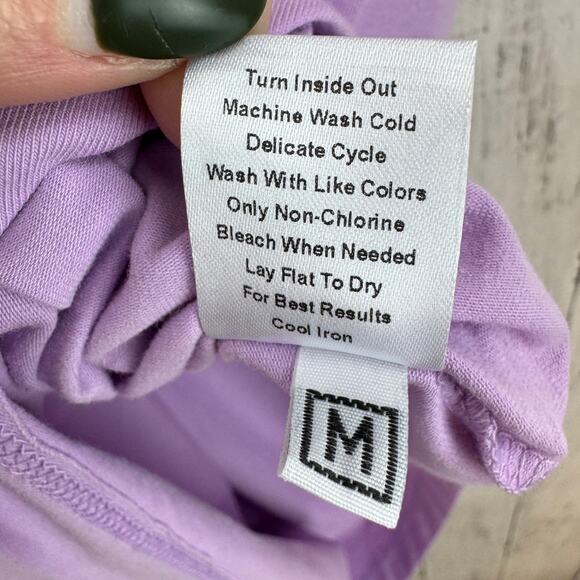 Turn Inside Out
Machine Wash Cold
Delicate Cycle
Wash With Like Colors
Only Non-Chlorine
Bleach When Needed
Lay Flat To Dry
For Best Results
Cool Iron
M